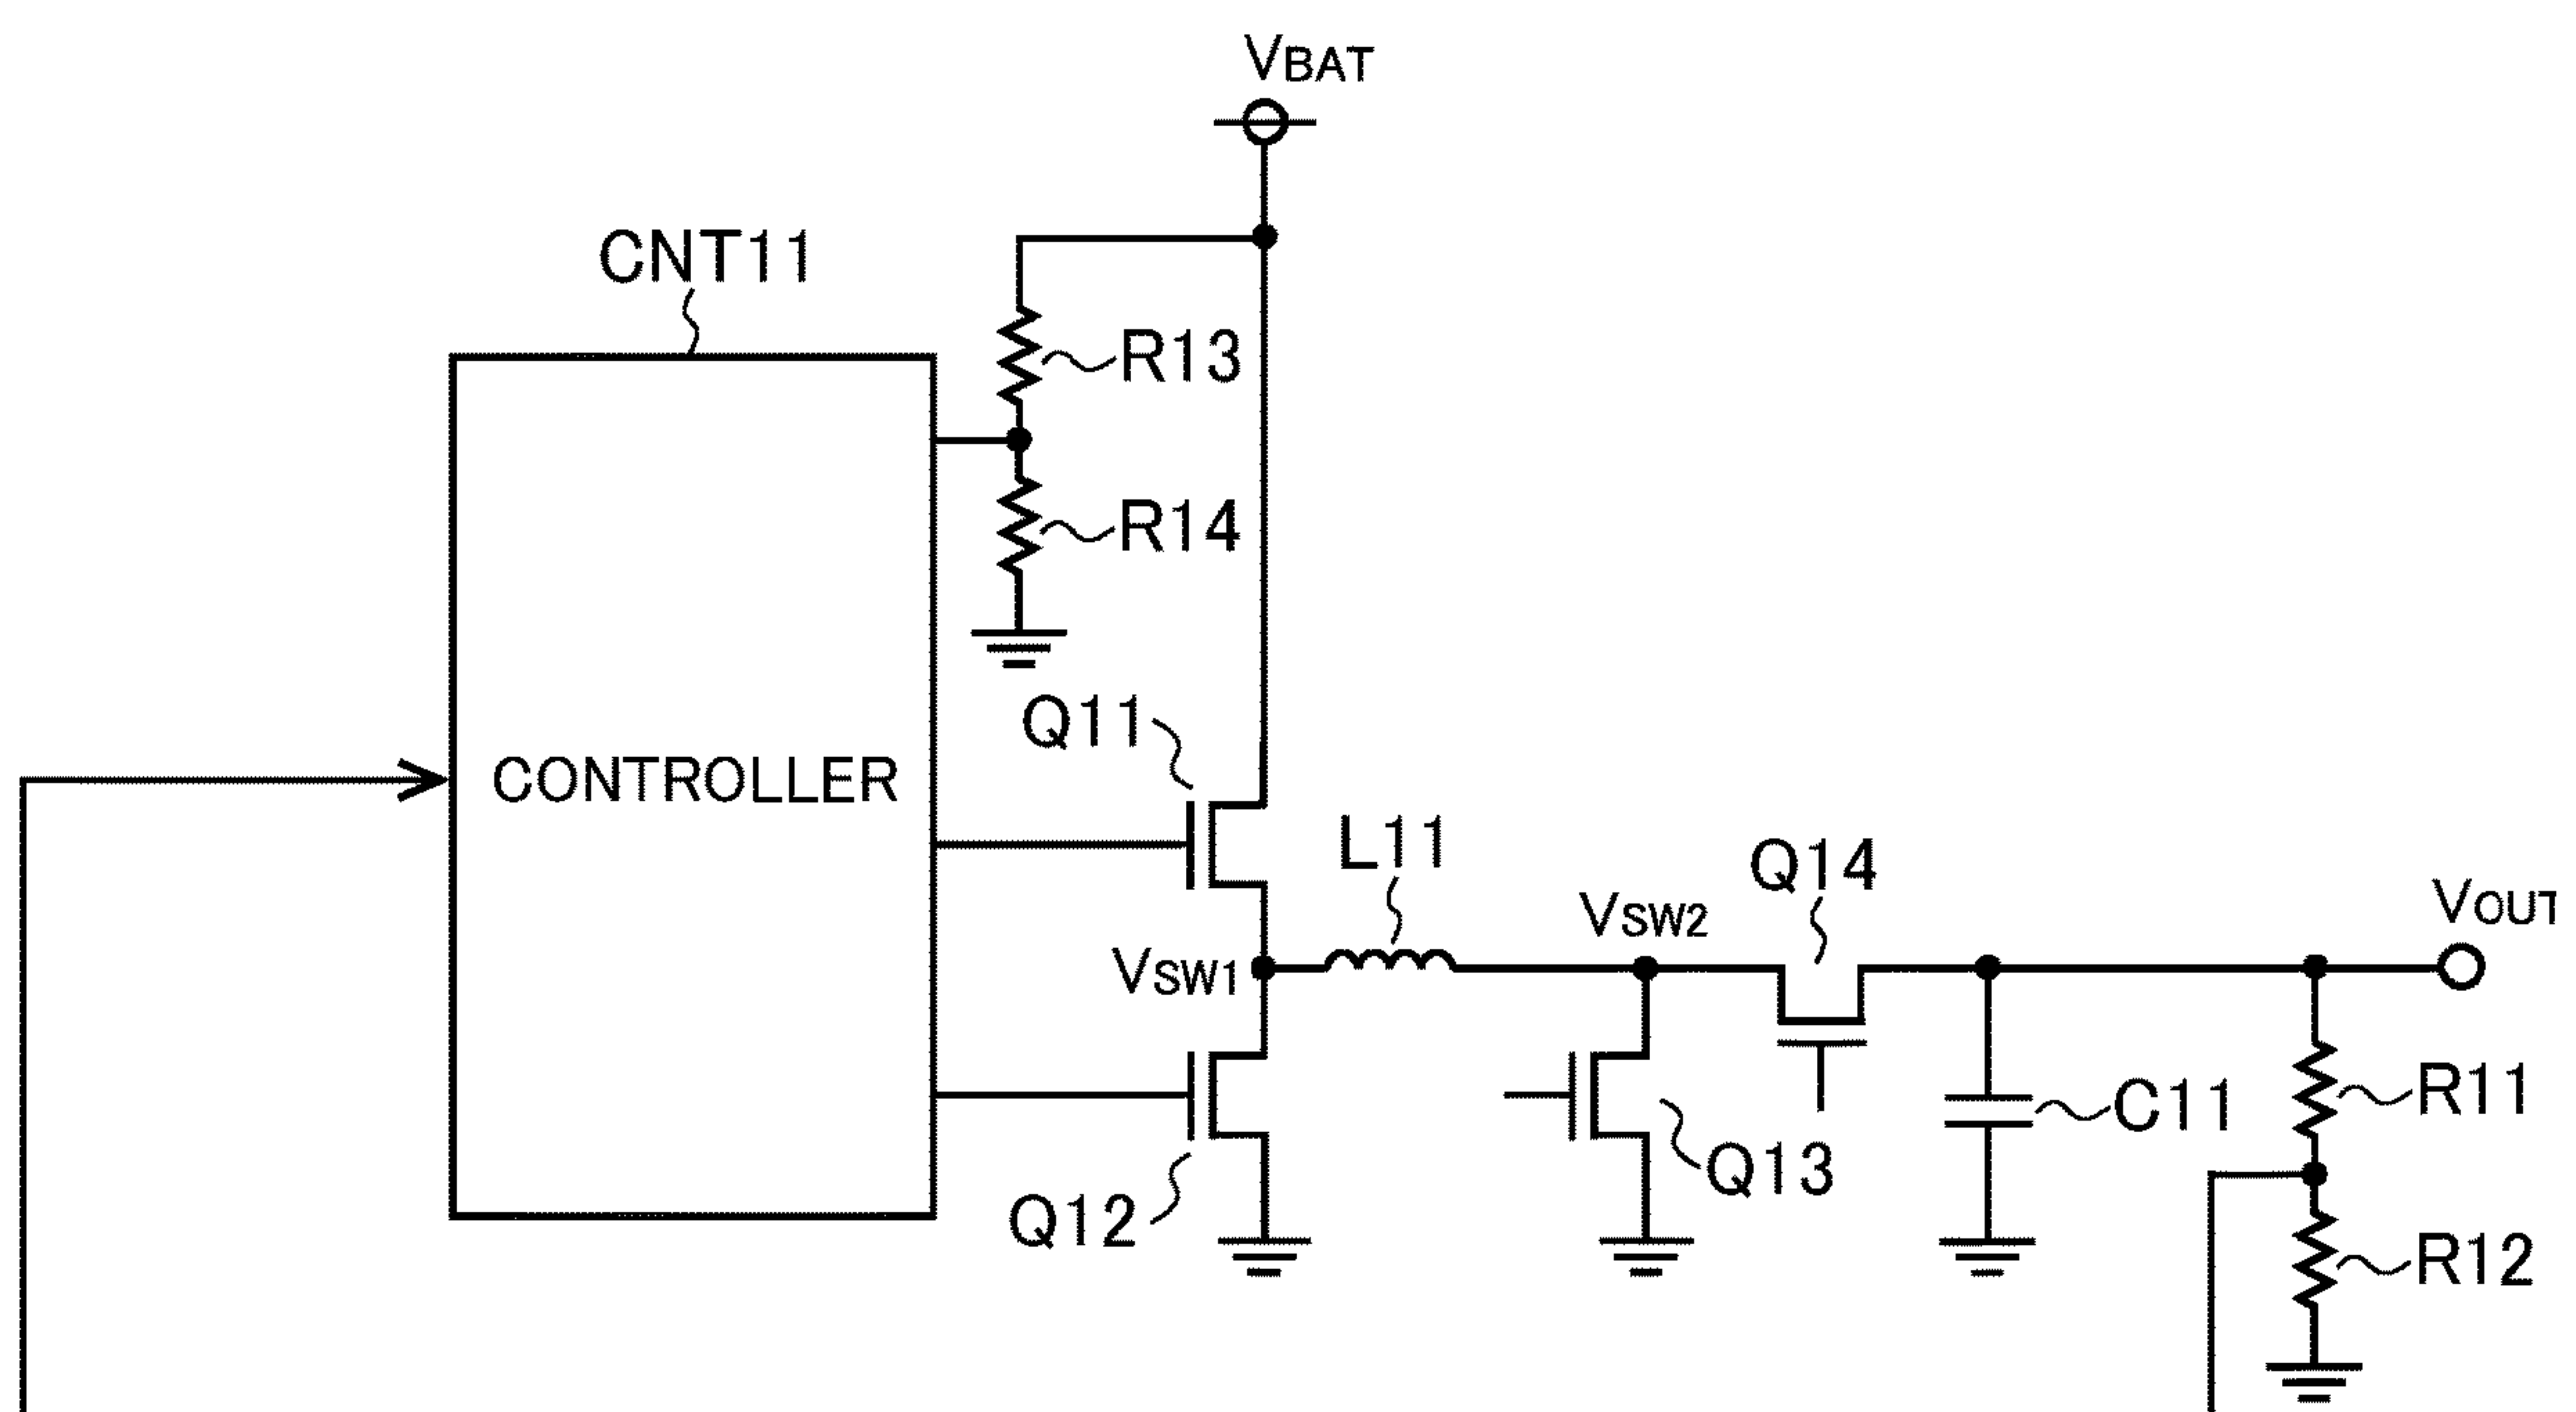 VBAT
CNT11
R13
R14
Q11
CONTROLLER
L11
Q14
VSW2
VOUT
VSW1
R11
C11
Q13
Q12
R12